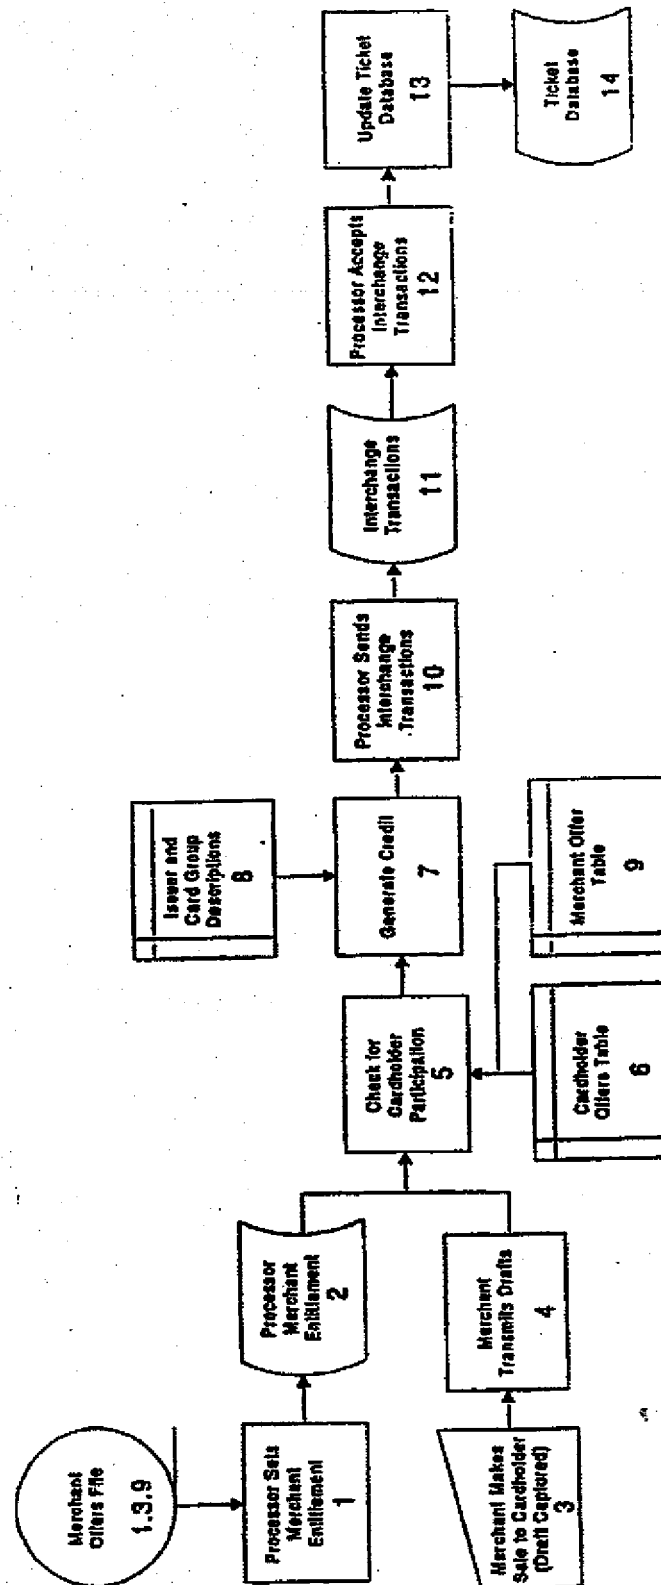 Merchant
Offers File
1.3.9
Processor Sets
Merchant
Entitlement
1
Processor
Merchant
Entitlement
2
Merchant Makes
Sale to Cardholder
(Draft Captored)
3
Merchant
Transmits Drafts
4
Check for
Cardholder
Participation
5
Cardholder
Offers Table
6
Generate Credit
7
Issuer and
Card Group
Descriptions
8
Merchant Offer
Table
9
Processor Sends
Interchange
Transactions
10
Interchange
Transactions
11
Processor Accepts
Interchange
Transactions
12
Update Ticket
Database
13
Ticket
Database
14